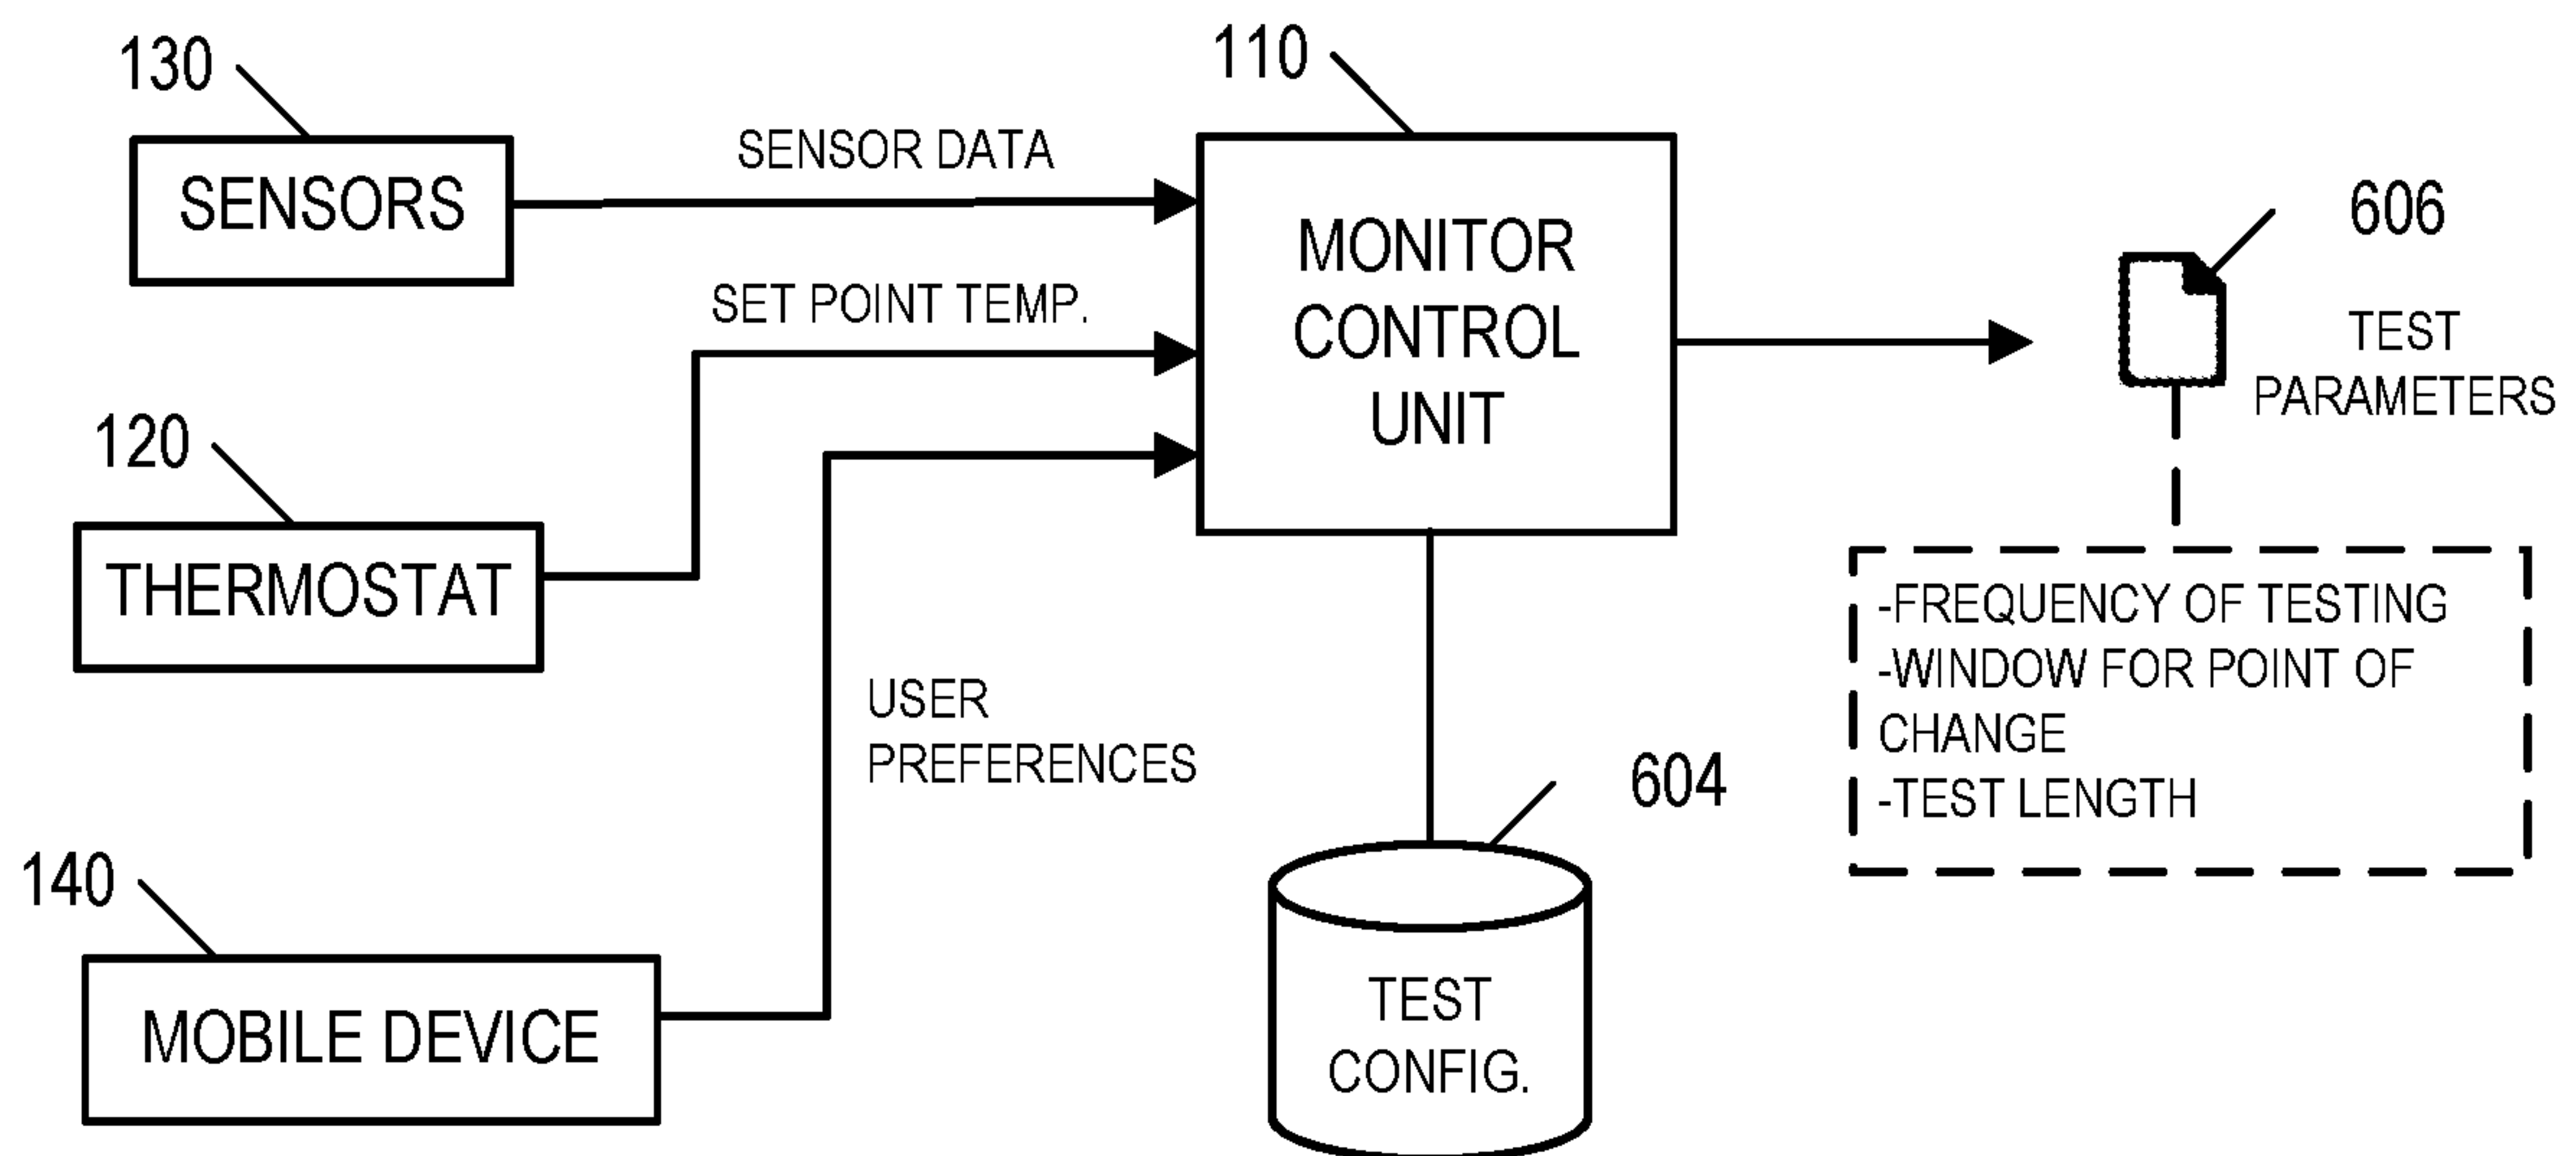 130
110
SENSOR DATA
SENSORS
606
MONITOR
CONTROL
UNIT
SET POINT TEMP.
TEST
PARAMETERS
120
THERMOSTAT
-FREQUENCY OF TESTING
-WINDOW FOR POINT OF
CHANGE
-TEST LENGTH
USER
PREFERENCES
604
140
MOBILE DEVICE
TEST
CONFIG.